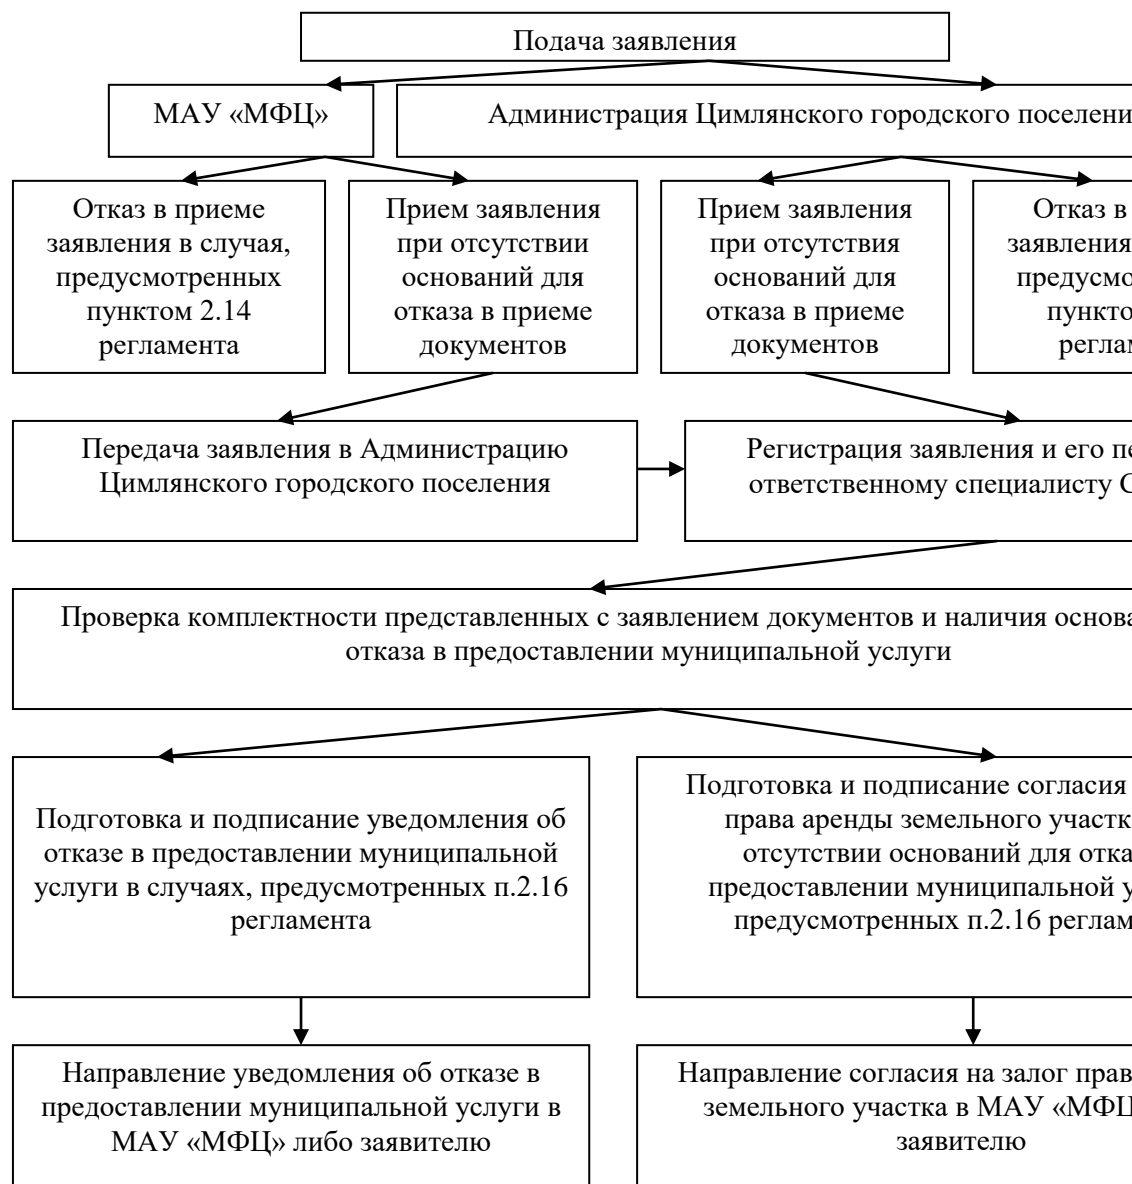 Подача заявления
МАУ «МФЦ»
Администрация Цимлянского городского поселени
Отказ в приеме
заявления в случая,
предусмотренных
пунктом 2.14
регламента
Прием заявления
при отсутствии
оснований для
отказа в приеме
документов
Прием заявления
при отсутствия
оснований для
отказа в приеме
документов
Отказ в
заявления
предусмо
пункто
регла
Передача заявления в Администрацию
Цимлянского городского поселения
Регистрация заявления и его пе
ответственному специалисту С
Проверка комплектности представленных с заявлением документов и наличия основа
отказа в предоставлении муниципальной услуги
Подготовка и подписание уведомления об
отказе в предоставлении муниципальной
услуги в случаях, предусмотренных п.2.16
регламента
Подготовка и подписание согласия
права аренды земельного участк
отсутствии оснований для отка
предоставлении муниципальной у
предусмотренных п.2.16 реглам
Направление уведомления об отказе в
предоставлении муниципальной услуги в
МАУ «МФЦ» либо заявителю
Направление согласия на залог прав
земельного участка в МАУ «МФЦ
заявителю